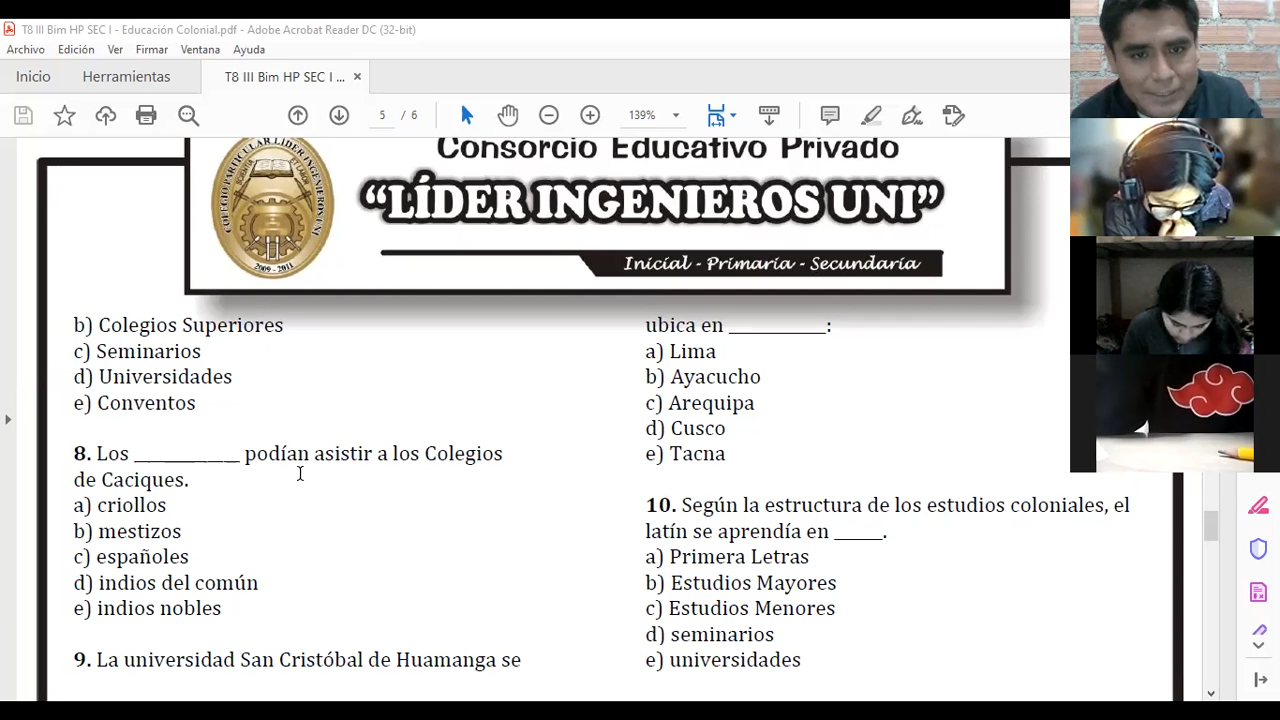 T8 III Bim HP SEC I - Educación Colonial.pdf - Adobe Acrobat Reader DC (32-bit)
Archivo Edición Ver Firmar Ventana Ayuda
Inicio Herramientas T8 III Bim HP SEC I ... ×
5 / 6 139%
Consorcio Educativo Privado
“LÍDER INGENIEROS UNI”
Inicial - Primaria - Secundaria
COLEGIO PARTICULAR LIDER INGENIEROS UNI
2009 - 2011
b) Colegios Superiores
c) Seminarios
d) Universidades
e) Conventos
8. Los __________ podían asistir a los Colegios
de Caciques.
a) criollos
b) mestizos
c) españoles
d) indios del común
e) indios nobles
9. La universidad San Cristóbal de Huamanga se
ubica en __________:
a) Lima
b) Ayacucho
c) Arequipa
d) Cusco
e) Tacna
10. Según la estructura de los estudios coloniales, el
latín se aprendía en _____.
a) Primera Letras
b) Estudios Mayores
c) Estudios Menores
d) seminarios
e) universidades